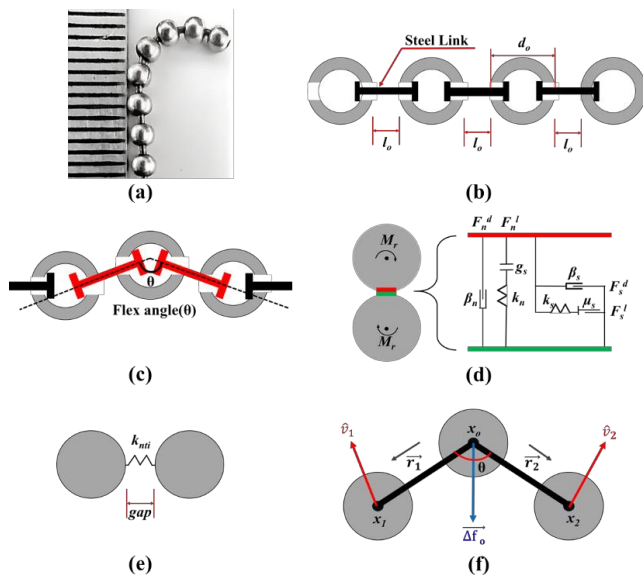 Steel Link
d_o
l_o
l_o
l_o
(a)
(b)
θ
Flex angle(θ)
(c)
M_r
M_r
F_n^d F_n^l
g_s
β_n
k_n
β_s
F_s^d
k_s
μ_s
F_s^l
(d)
k_nti
gap
(e)
v̂_1
x_o
v̂_2
r_1
θ
r_2
x_1
Δf_o
x_2
(f)